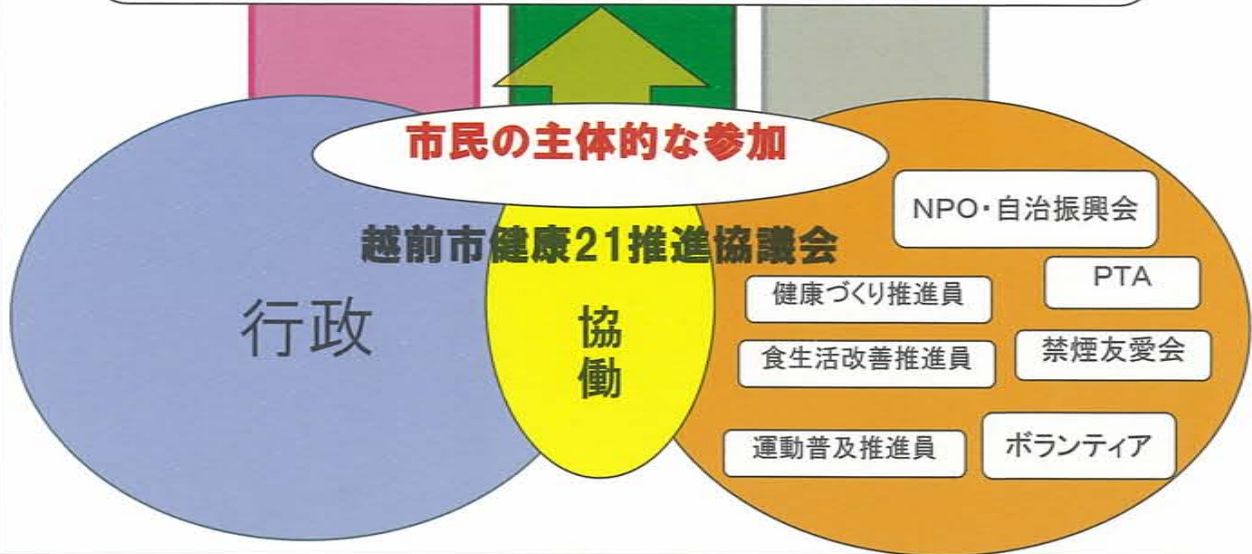 市民の主体的な参加
越前市健康21推進協議会
行政
協働
NPO・自治振興会
PTA
健康づくり推進員
禁煙友愛会
食生活改善推進員
運動普及推進員
ボランティア